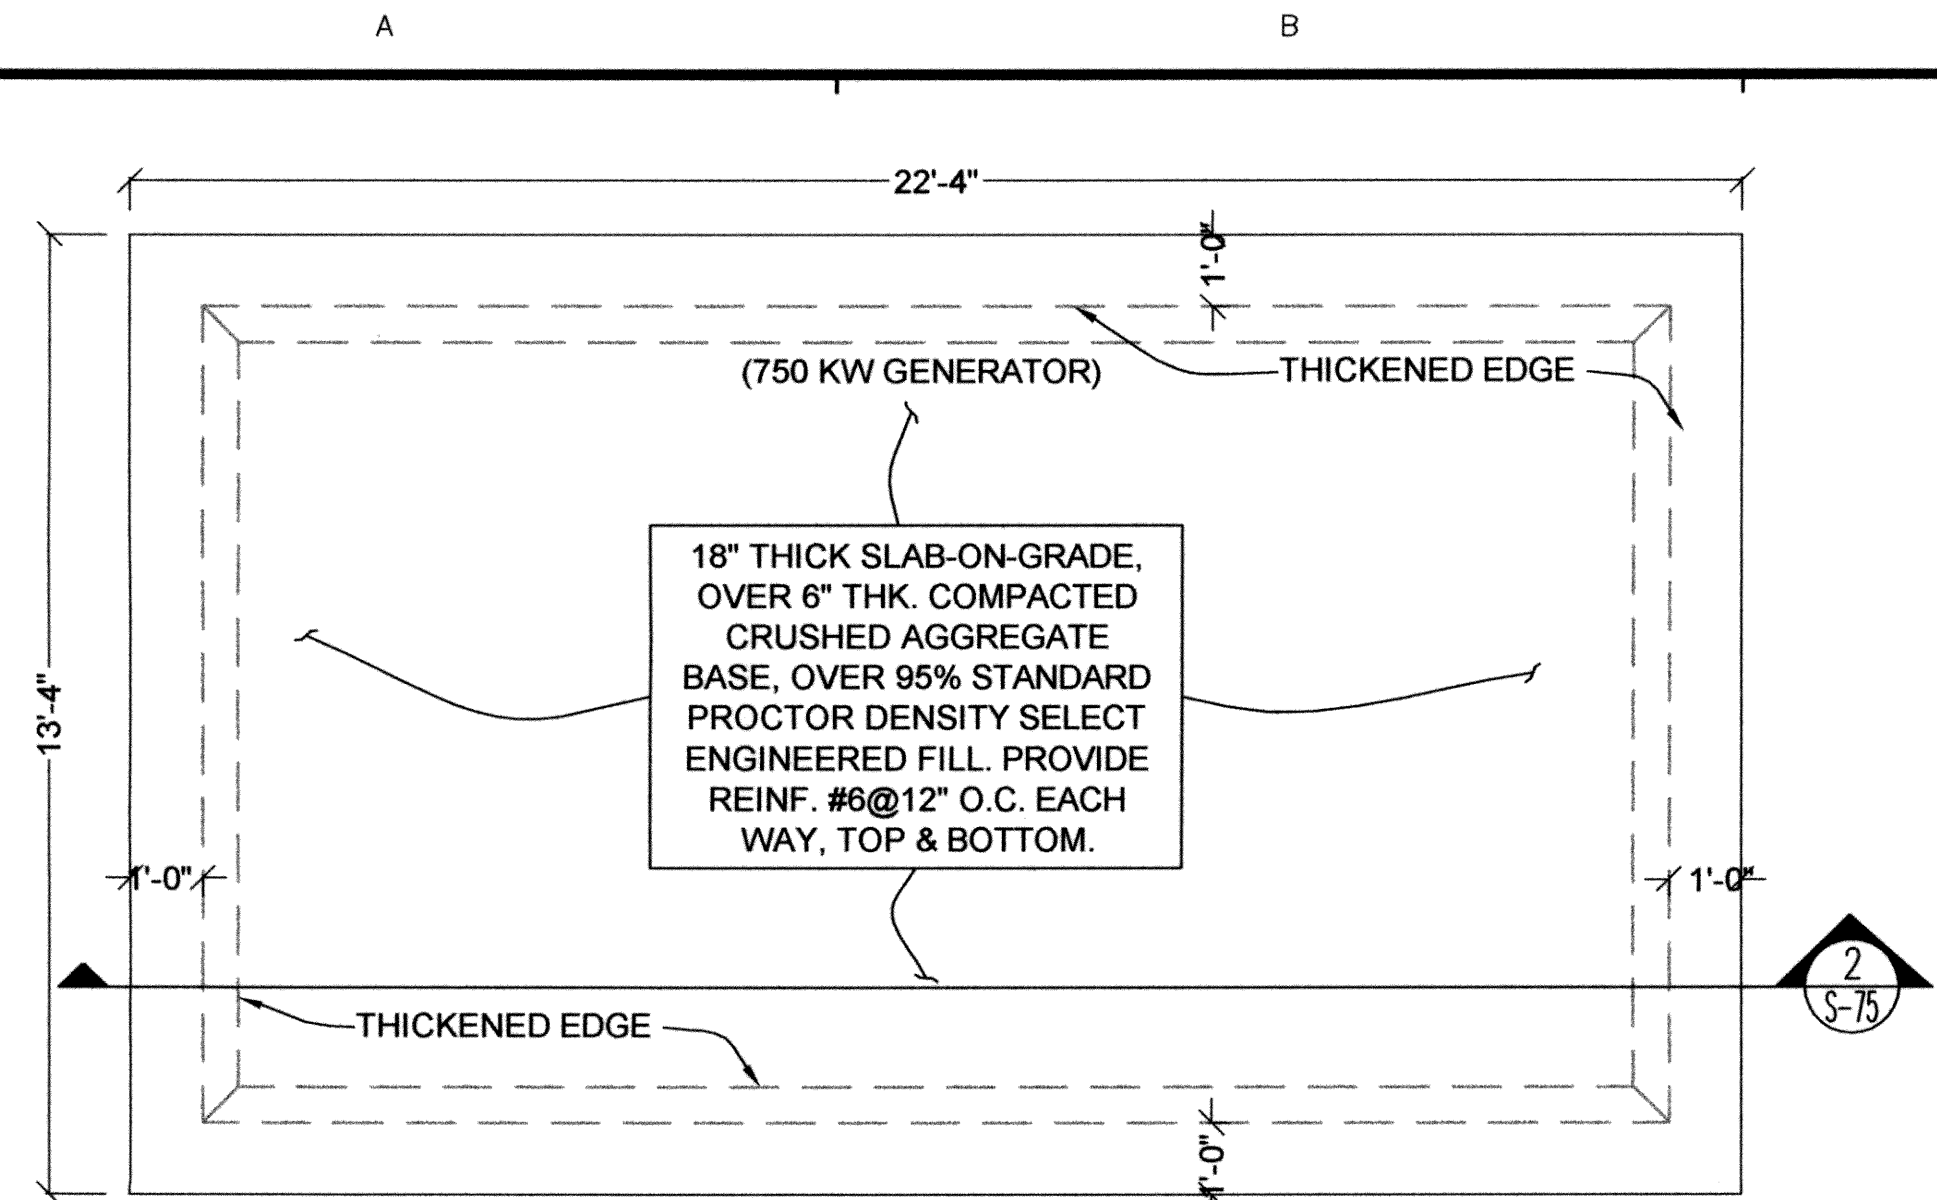 A
B
22'-4"
1'-0"
(750 KW GENERATOR)
THICKENED EDGE
18" THICK SLAB-ON-GRADE,
OVER 6" THK. COMPACTED
CRUSHED AGGREGATE
BASE, OVER 95% STANDARD
PROCTOR DENSITY SELECT
ENGINEERED FILL. PROVIDE
REINF. #6@12" O.C. EACH
WAY, TOP & BOTTOM.
13'-4"
1'-0"
1'-0"
2
S-75
THICKENED EDGE
1'-0"